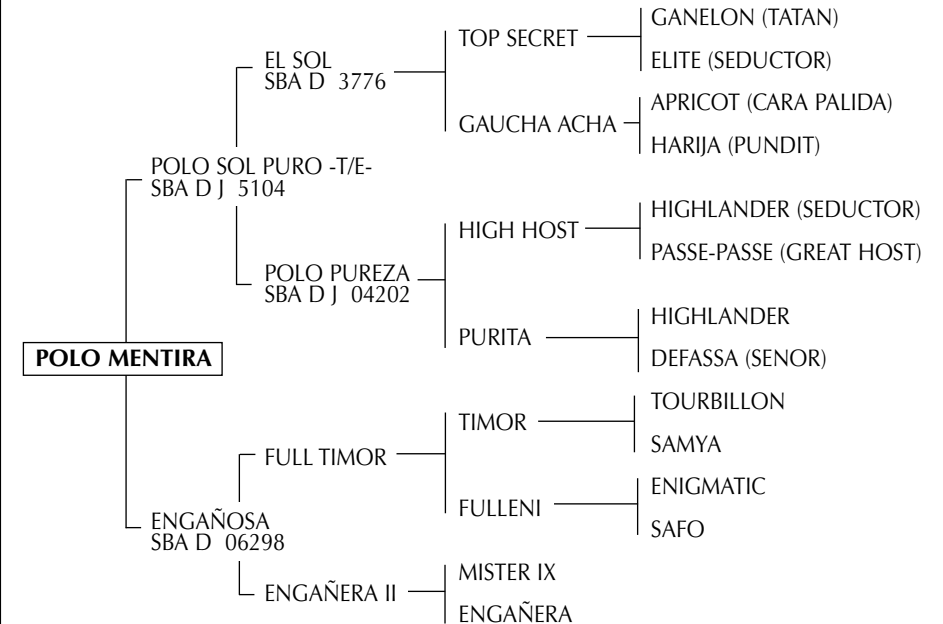 GANELON (TATAN)
TOP SECRET
ELITE (SEDUCTOR)
EL SOL
SBA D  3776
APRICOT (CARA PALIDA)
GAUCHA ACHA
HARIJA (PUNDIT)
POLO SOL PURO -T/E-
SBA D J  5104
HIGHLANDER (SEDUCTOR)
HIGH HOST
PASSE-PASSE (GREAT HOST)
POLO PUREZA
SBA D J  04202
HIGHLANDER
PURITA
DEFASSA (SENOR)
POLO MENTIRA
TOURBILLON
TIMOR
SAMYA
FULL TIMOR
ENIGMATIC
FULLENI
SAFO
ENGAÑOSA
SBA D  06298
MISTER IX
ENGAÑERA II
ENGAÑERA